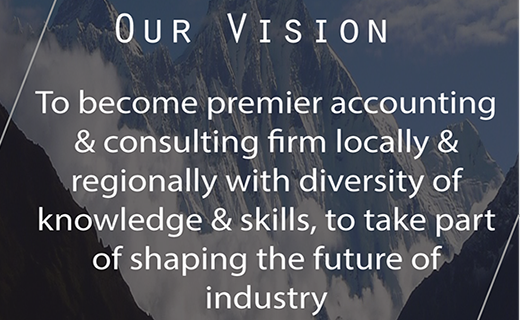 Our Vision
To become premier accounting
& consulting firm locally &
regionally with diversity of
knowledge & skills, to take part
of shaping the future of
industry